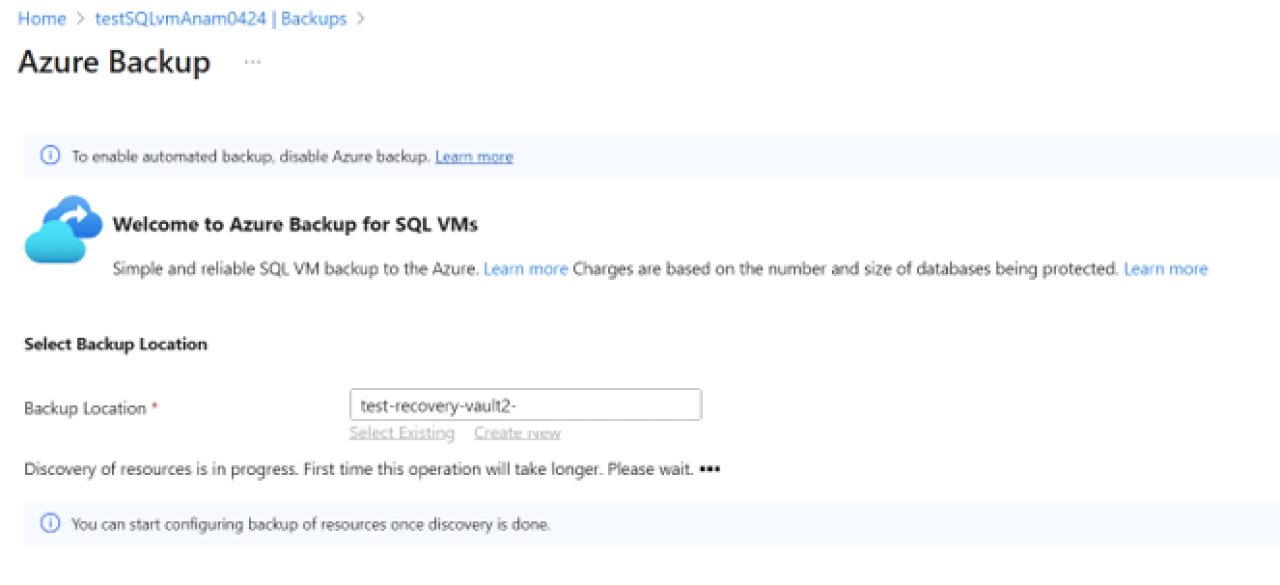 Home > testSQLvmAnam0424 | Backups >
Azure Backup ...
To enable automated backup, disable Azure backup. Learn more
Welcome to Azure Backup for SQL VMs
Simple and reliable SQL VM backup to the Azure. Learn more Charges are based on the number and size of databases being protected. Learn more
Select Backup Location
Backup Location *
test-recovery-vault2-
Select Existing Create new
Discovery of resources is in progress. First time this operation will take longer. Please wait. •••
You can start configuring backup of resources once discovery is done.